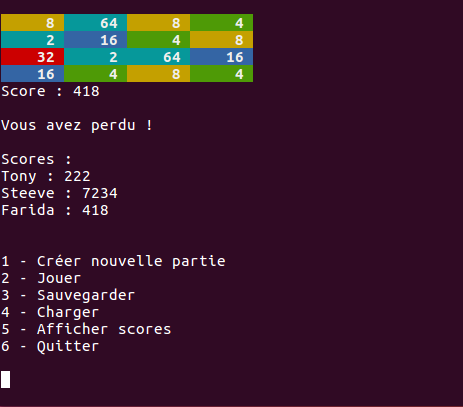 8 64 8 4
2 16 4 8
32 2 64 16
16 4 8 4
Score : 418
Vous avez perdu !
Scores :
Tony : 222
Steeve : 7234
Farida : 418
1 - Créer nouvelle partie
2 - Jouer
3 - Sauvegarder
4 - Charger
5 - Afficher scores
6 - Quitter